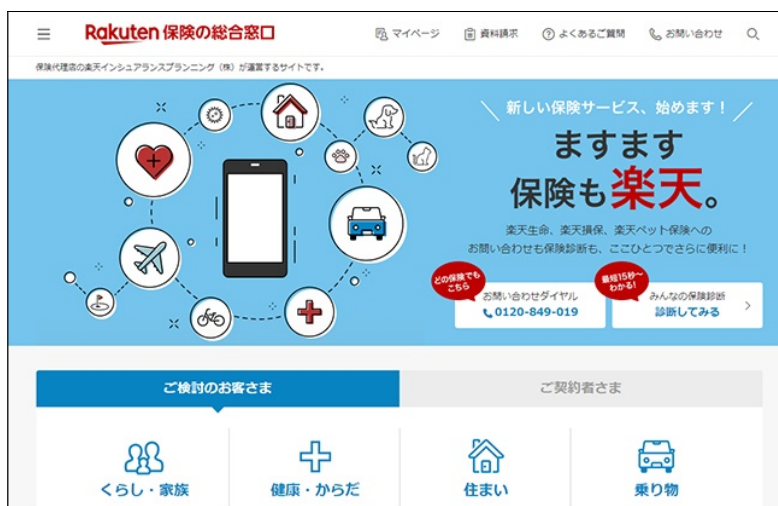 Rakuten 保険の総合窓口
マイページ
資料請求
よくあるご質問
お問い合わせ
保険代理店の楽天インシュアランスプランニング（株）が運営するサイトです。
新しい保険サービス、始めます！
ますます
保険も楽天。
楽天生命、楽天損保、楽天ペット保険への
お問い合わせも保険診断も、ここひとつでさらに便利に！
どの保険でも
こちら
お問い合わせダイヤル
0120-849-019
最短15秒～
わかる!
みんなの保険診断
診断してみる
ご検討のお客さま
ご契約者さま
くらし・家族
健康・からだ
住まい
乗り物